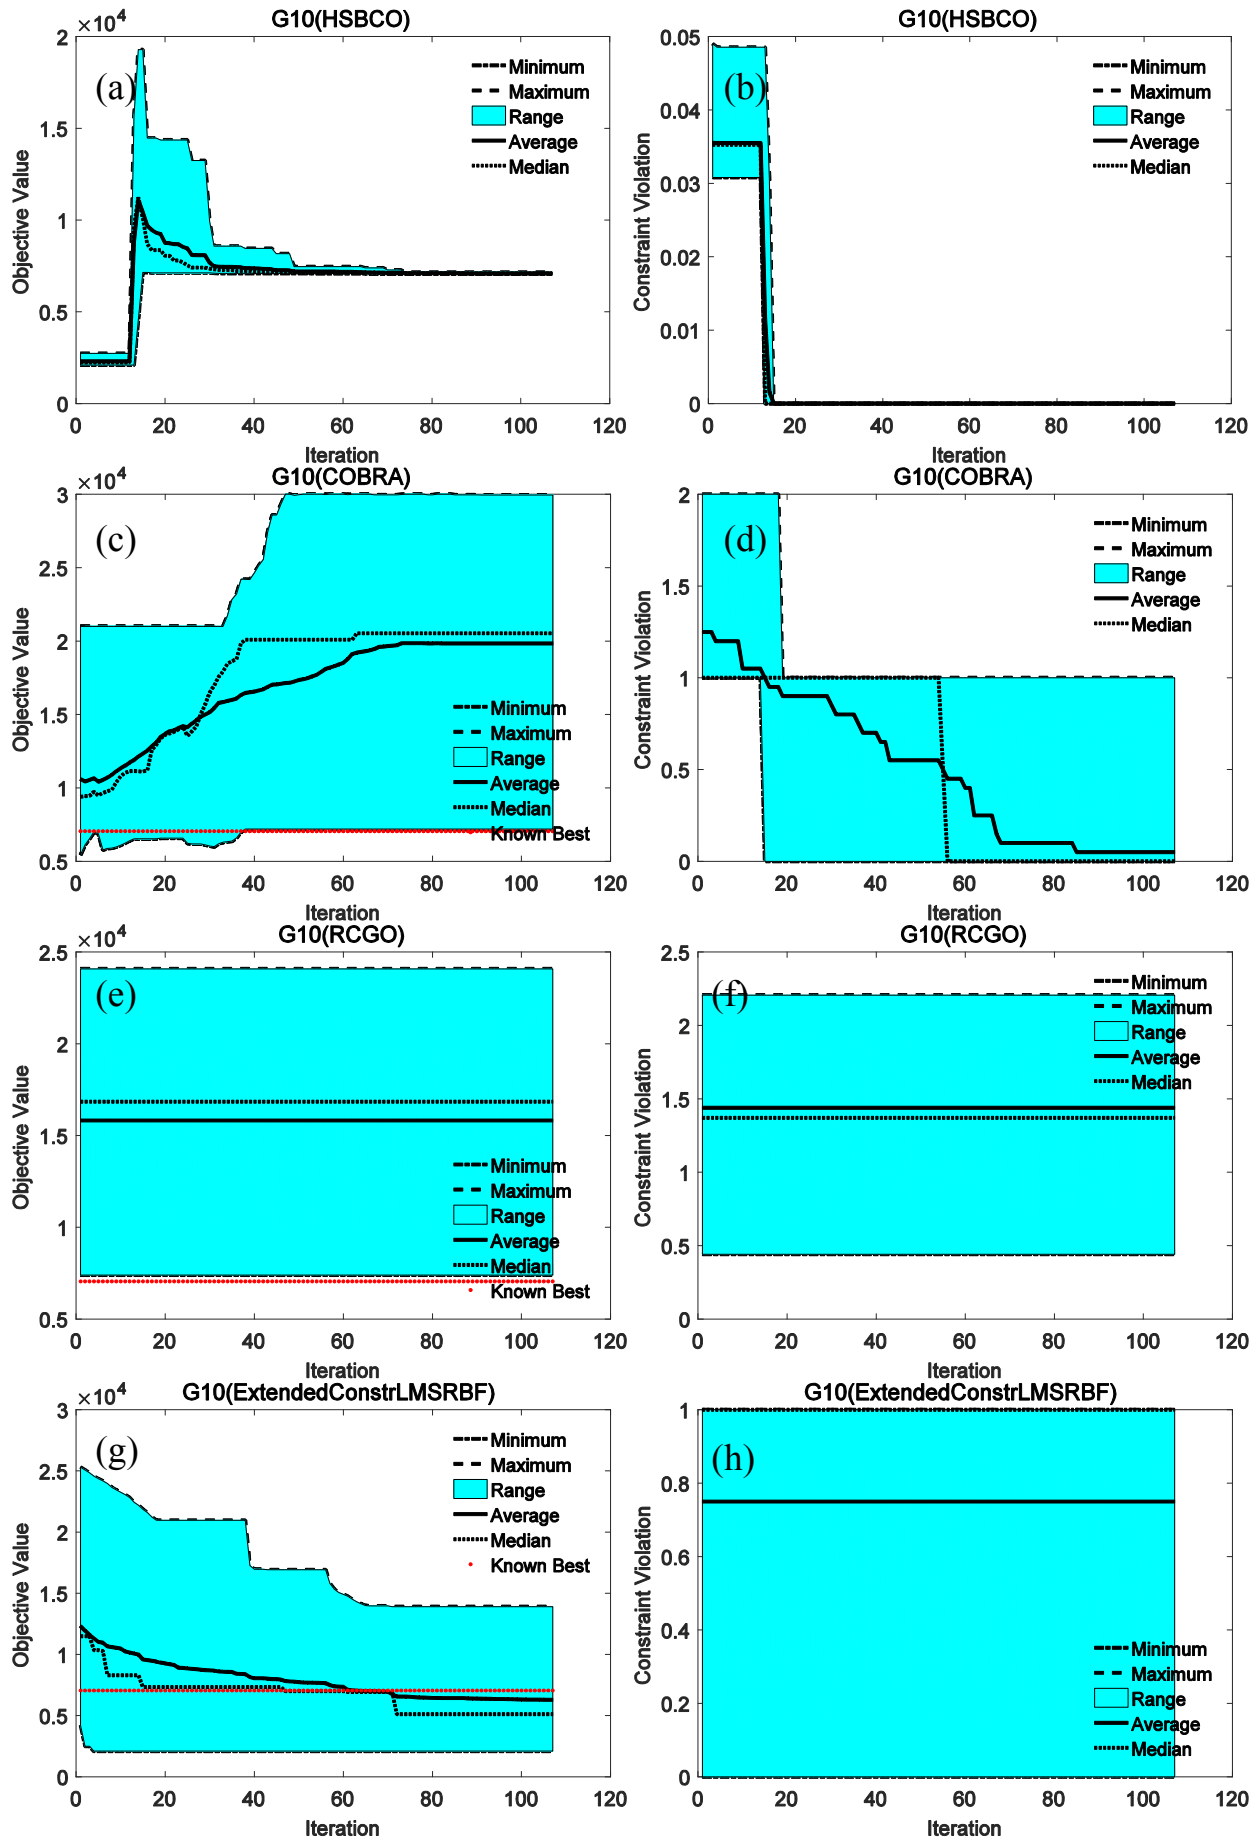 G10(HSBCO)
×10^4
(a)
Minimum
Maximum
Range
Average
Median
Objective Value
2
1.5
1
0.5
0
0 20 40 60 80 100 120
Iteration
G10(HSBCO)
(b)
Minimum
Maximum
Range
Average
Median
Constraint Violation
0.05
0.04
0.03
0.02
0.01
0
0 20 40 60 80 100 120
Iteration
G10(COBRA)
×10^4
(c)
Minimum
Maximum
Range
Average
Median
Known Best
Objective Value
3
2.5
2
1.5
1
0.5
0 20 40 60 80 100 120
Iteration
G10(COBRA)
(d)
Minimum
Maximum
Range
Average
Median
Constraint Violation
2
1.5
1
0.5
0
0 20 40 60 80 100 120
Iteration
G10(RCGO)
×10^4
(e)
Minimum
Maximum
Range
Average
Median
Known Best
Objective Value
2.5
2
1.5
1
0.5
0 20 40 60 80 100 120
Iteration
G10(RCGO)
(f)
Minimum
Maximum
Range
Average
Median
Constraint Violation
2.5
2
1.5
1
0.5
0
0 20 40 60 80 100 120
Iteration
G10(ExtendedConstrLMSRBF)
×10^4
(g)
Minimum
Maximum
Range
Average
Median
Known Best
Objective Value
3
2.5
2
1.5
1
0.5
0
0 20 40 60 80 100 120
Iteration
G10(ExtendedConstrLMSRBF)
(h)
Minimum
Maximum
Range
Average
Median
Constraint Violation
1
0.8
0.6
0.4
0.2
0
0 20 40 60 80 100 120
Iteration